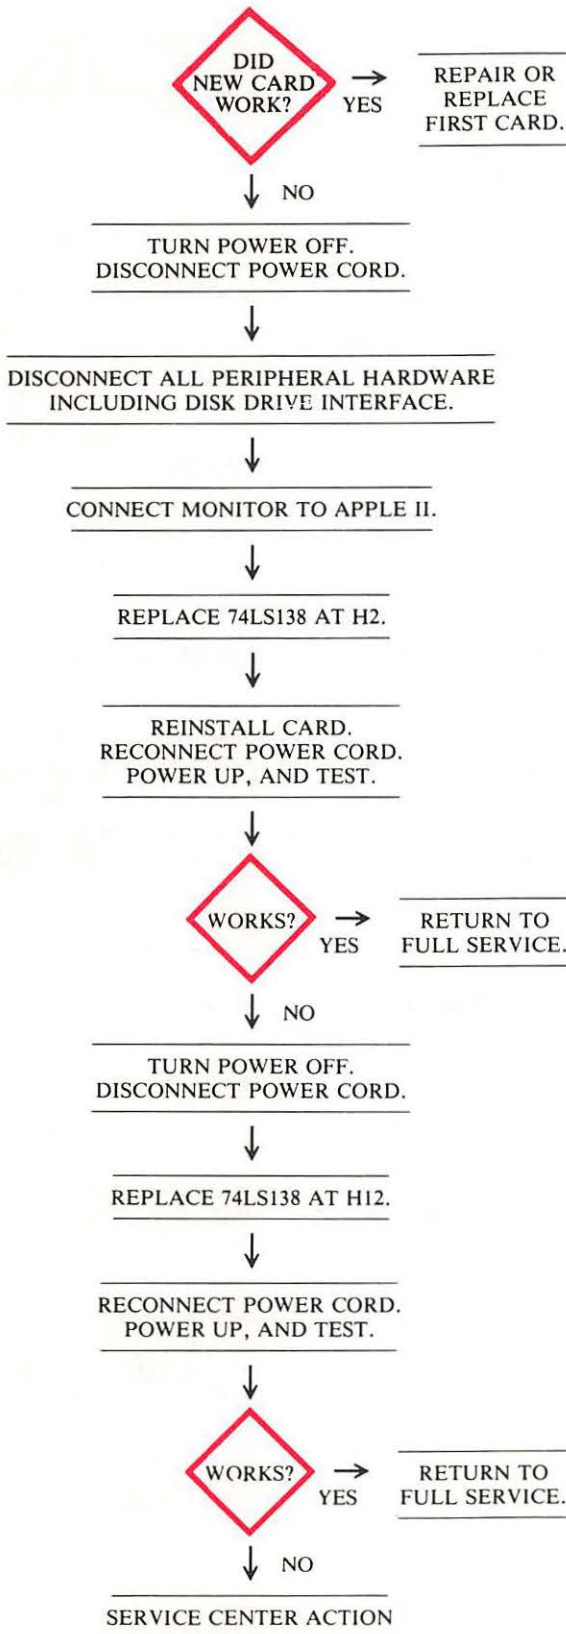 DID
NEW CARD
WORK?
YES
REPAIR OR
REPLACE
FIRST CARD.
NO
TURN POWER OFF.
DISCONNECT POWER CORD.
DISCONNECT ALL PERIPHERAL HARDWARE
INCLUDING DISK DRIVE INTERFACE.
CONNECT MONITOR TO APPLE II.
REPLACE 74LS138 AT H2.
REINSTALL CARD.
RECONNECT POWER CORD.
POWER UP, AND TEST.
WORKS?
YES
RETURN TO
FULL SERVICE.
NO
TURN POWER OFF.
DISCONNECT POWER CORD.
REPLACE 74LS138 AT H12.
RECONNECT POWER CORD.
POWER UP, AND TEST.
WORKS?
YES
RETURN TO
FULL SERVICE.
NO
SERVICE CENTER ACTION